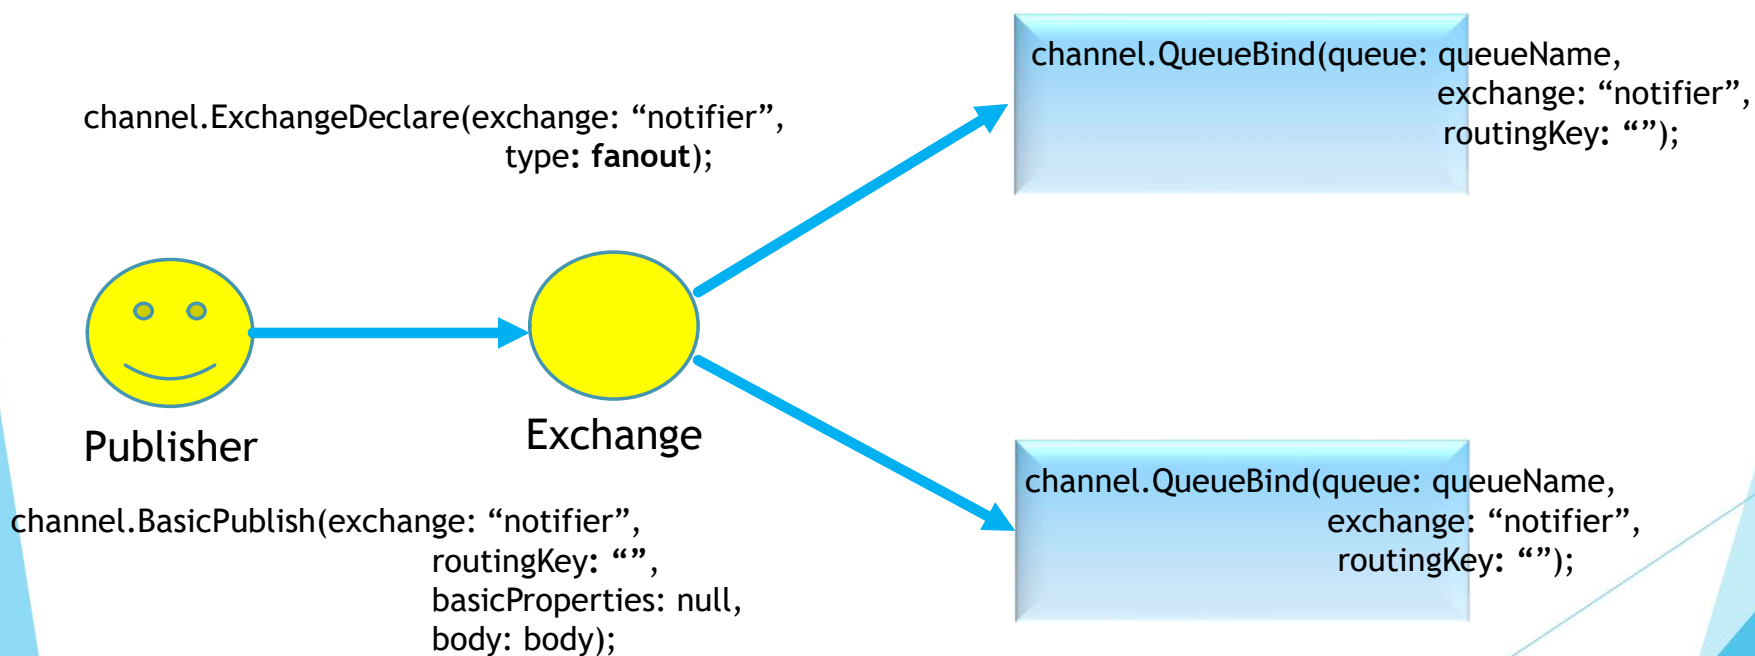 channel.ExchangeDeclare(exchange: “notifier”,
type: fanout);
Publisher
channel.BasicPublish(exchange: “notifier”,
routingKey: “”,
basicProperties: null,
body: body);
Exchange
channel.QueueBind(queue: queueName,
exchange: “notifier”,
routingKey: “”);
channel.QueueBind(queue: queueName,
exchange: “notifier”,
routingKey: “”);